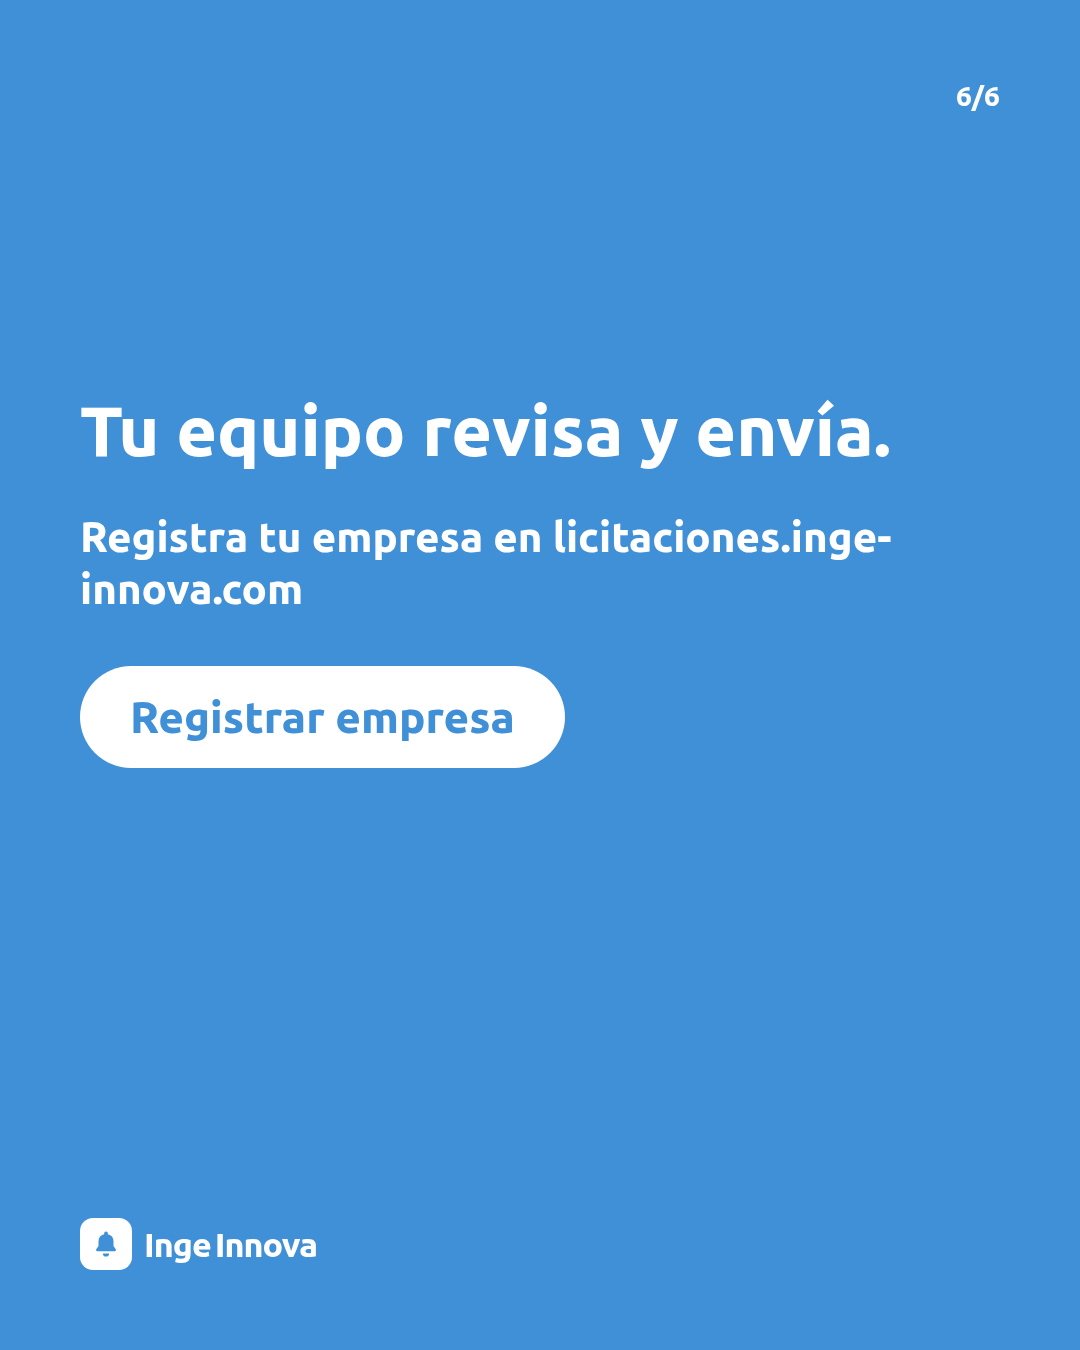 6/6
Tu equipo revisa y envía.
Registra tu empresa en licitaciones.inge-
innova.com
Registrar empresa
Inge Innova